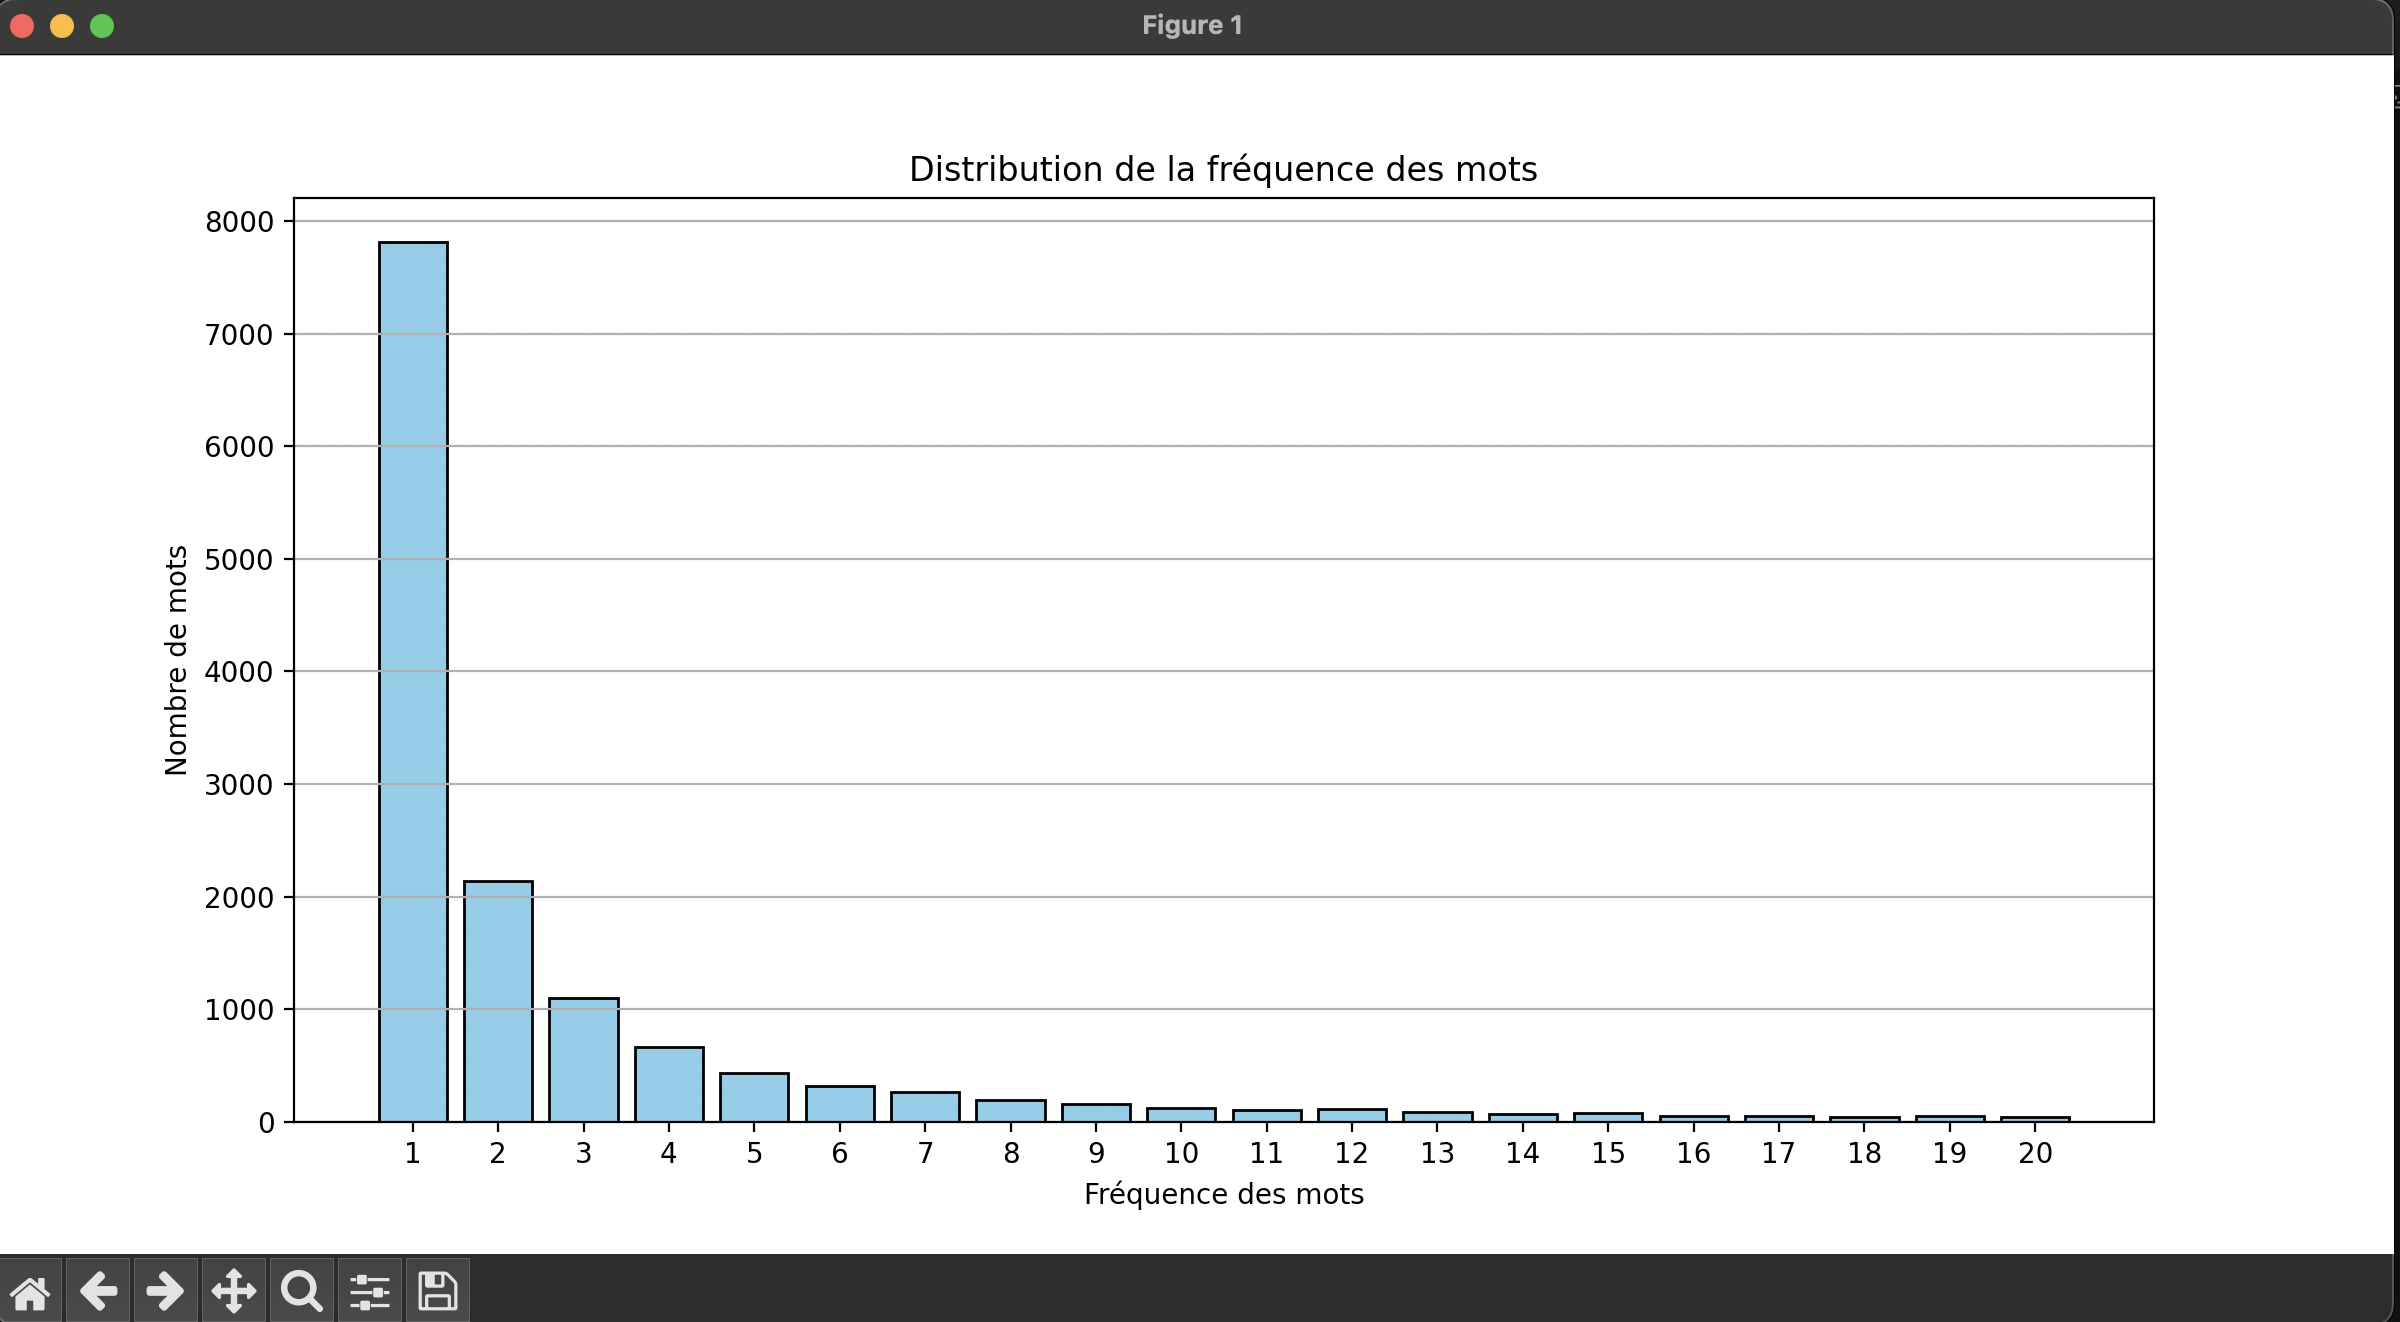 Figure 1
Distribution de la fréquence des mots
8000
7000
6000
5000
4000
3000
2000
1000
0
Nombre de mots
1 2 3 4 5 6 7 8 9 10 11 12 13 14 15 16 17 18 19 20
Fréquence des mots